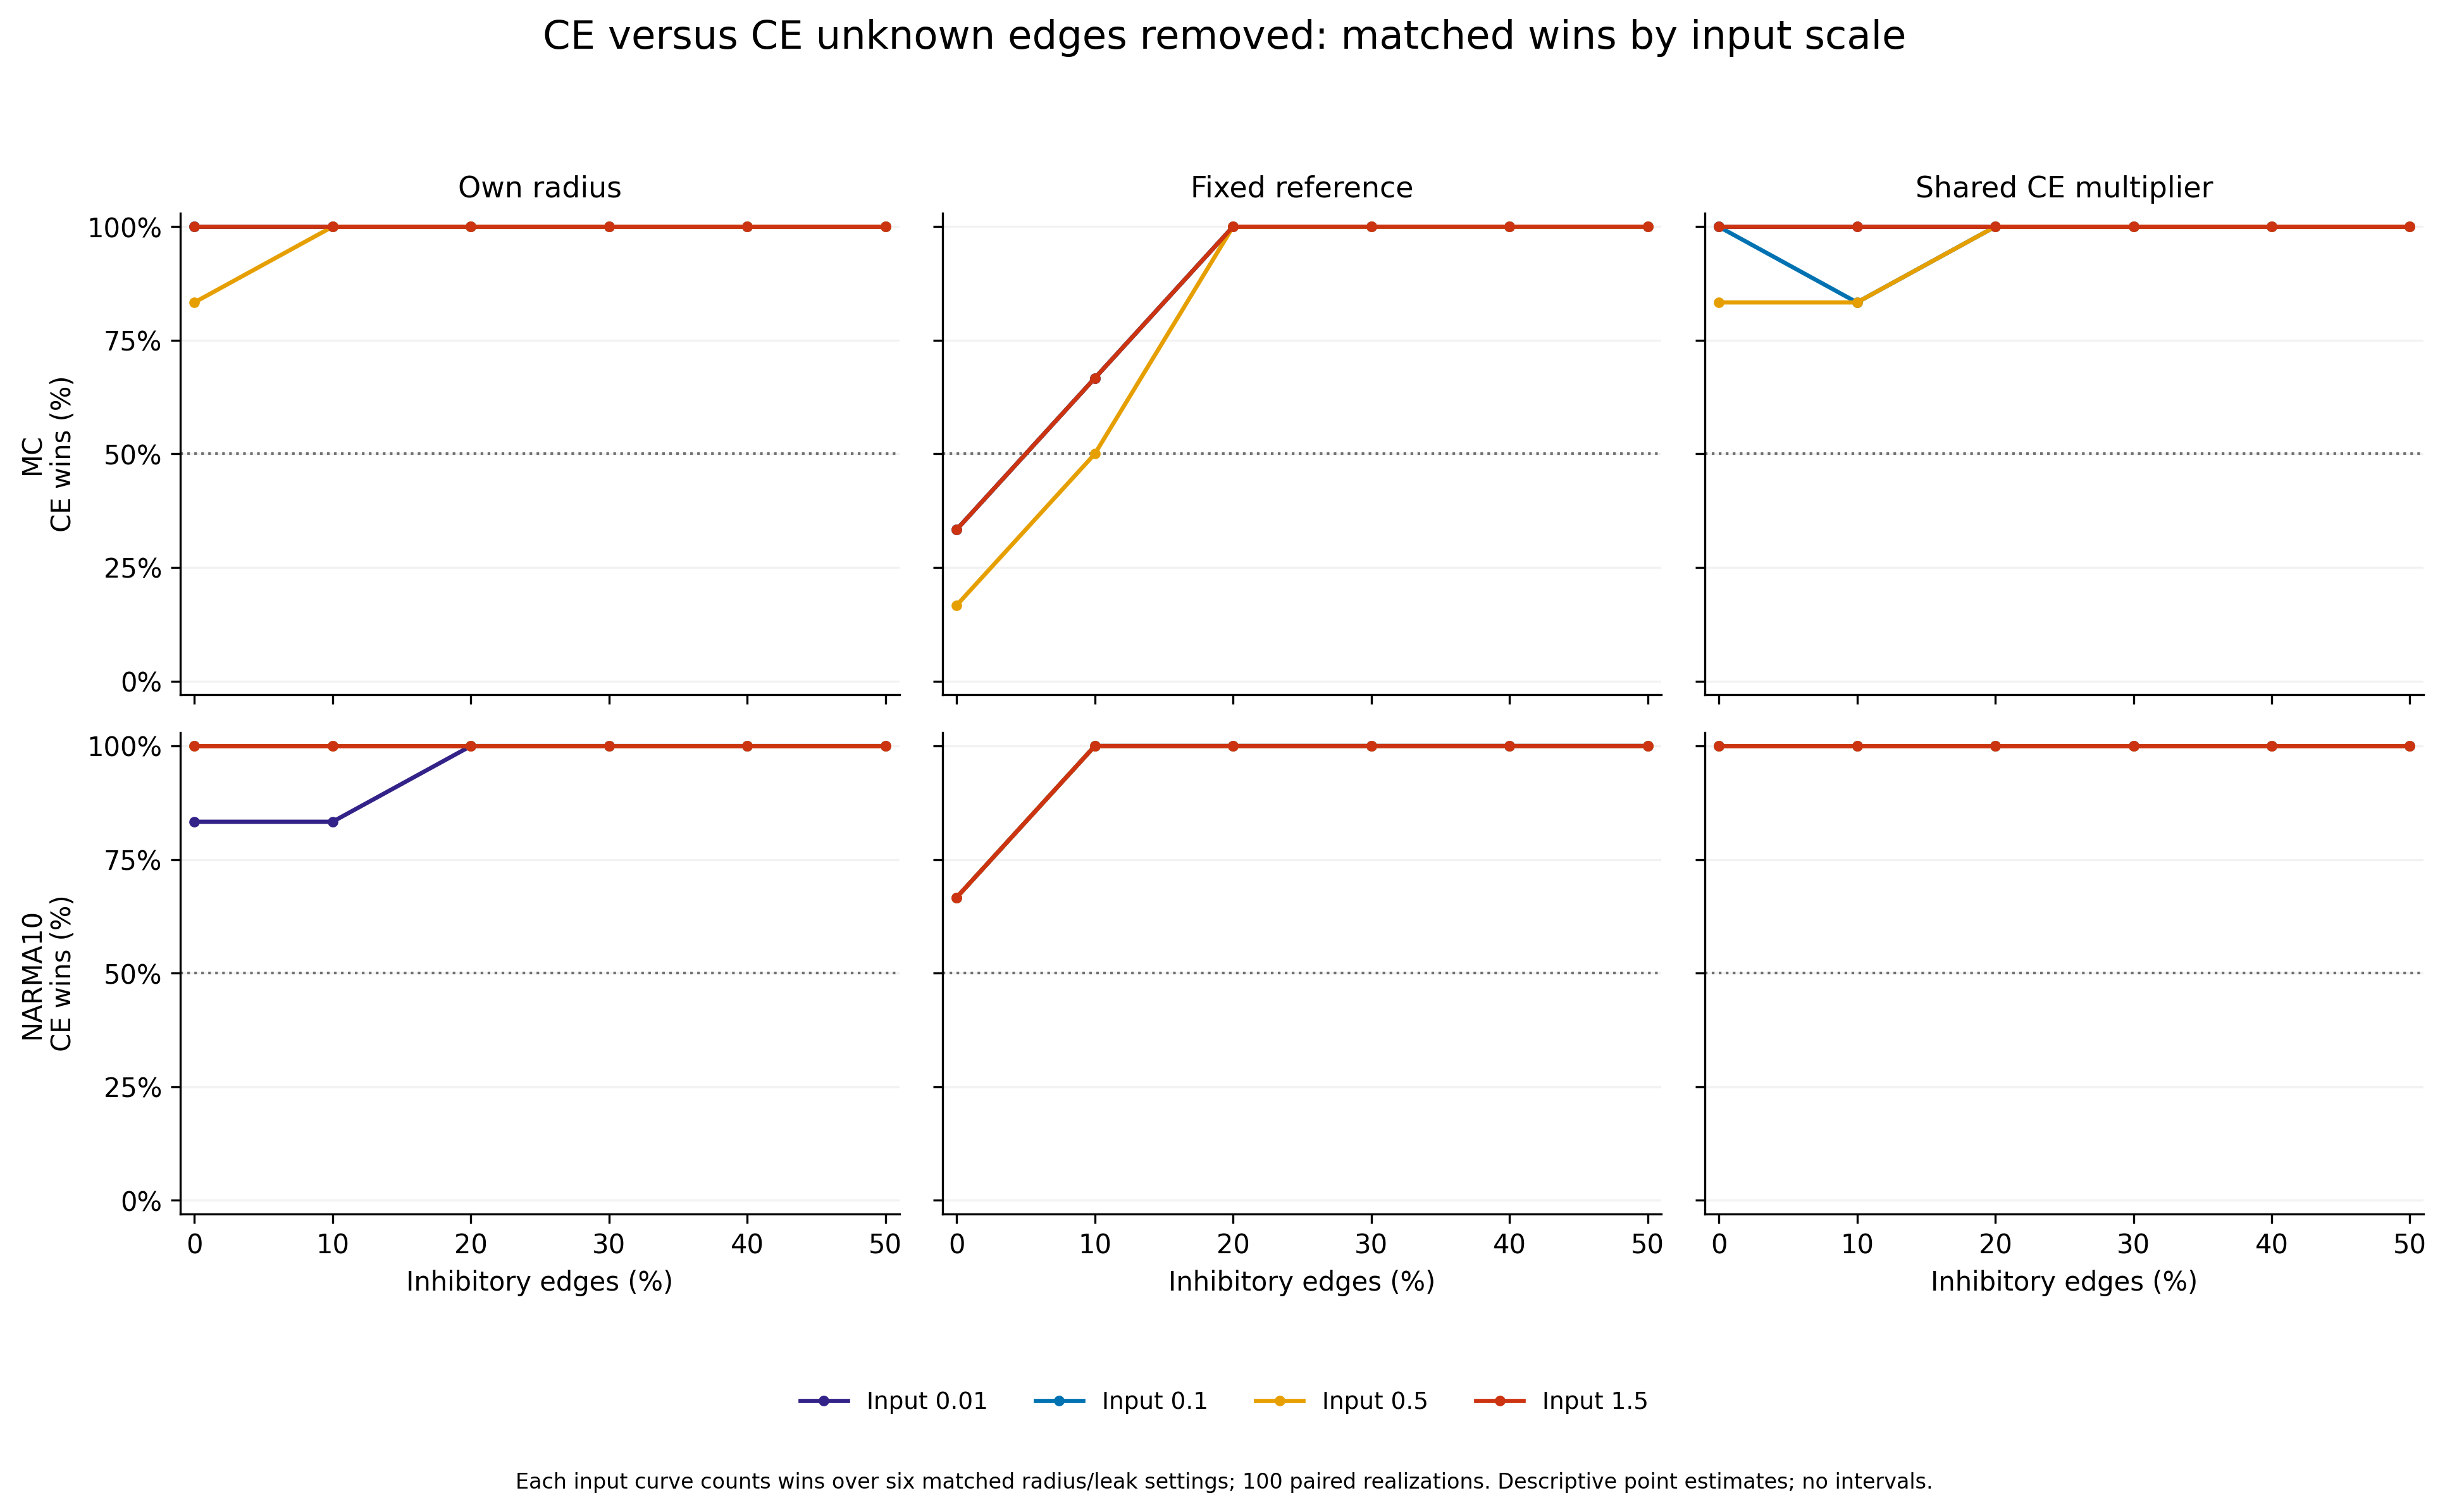 CE versus CE unknown edges removed: matched wins by input scale
Own radius
Fixed reference
Shared CE multiplier
MC
CE wins (%)
100%
75%
50%
25%
0%
NARMA10
CE wins (%)
100%
75%
50%
25%
0%
0 10 20 30 40 50
0 10 20 30 40 50
0 10 20 30 40 50
Inhibitory edges (%)
Inhibitory edges (%)
Inhibitory edges (%)
Input 0.01
Input 0.1
Input 0.5
Input 1.5
Each input curve counts wins over six matched radius/leak settings; 100 paired realizations. Descriptive point estimates; no intervals.